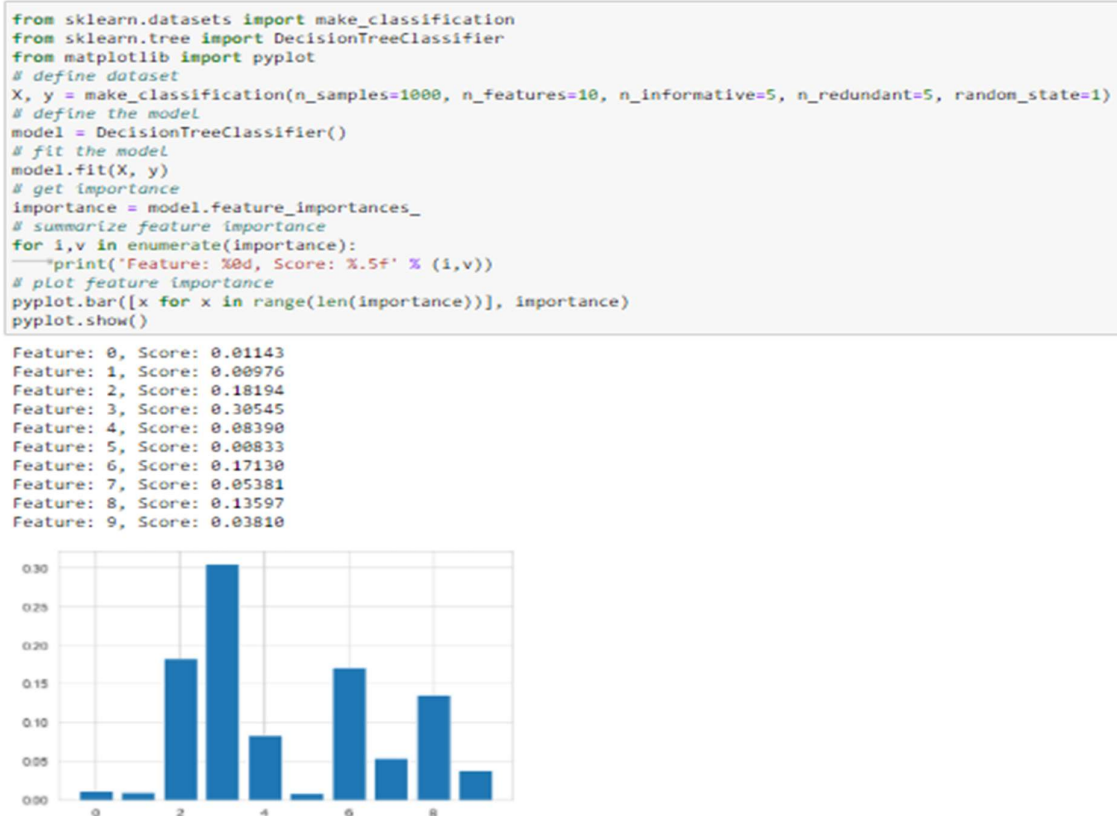 from sklearn.datasets import make_classification
from sklearn.tree import DecisionTreeClassifier
from matplotlib import pyplot
# define dataset
X, y = make_classification(n_samples=1000, n_features=10, n_informative=5, n_redundant=5, random_state=1)
# define the model
model = DecisionTreeClassifier()
# fit the model
model.fit(X, y)
# get importance
importance = model.feature_importances_
# summarize feature importance
for i,v in enumerate(importance):
print('Feature: %0d, Score: %.5f' % (i,v))
# plot feature importance
pyplot.bar([x for x in range(len(importance))], importance)
pyplot.show()
Feature: 0, Score: 0.01143
Feature: 1, Score: 0.00976
Feature: 2, Score: 0.18194
Feature: 3, Score: 0.30545
Feature: 4, Score: 0.08390
Feature: 5, Score: 0.00833
Feature: 6, Score: 0.17130
Feature: 7, Score: 0.05381
Feature: 8, Score: 0.13597
Feature: 9, Score: 0.03810
0.30
0.25
0.20
0.15
0.10
0.05
0.00
0 2 4 6 8